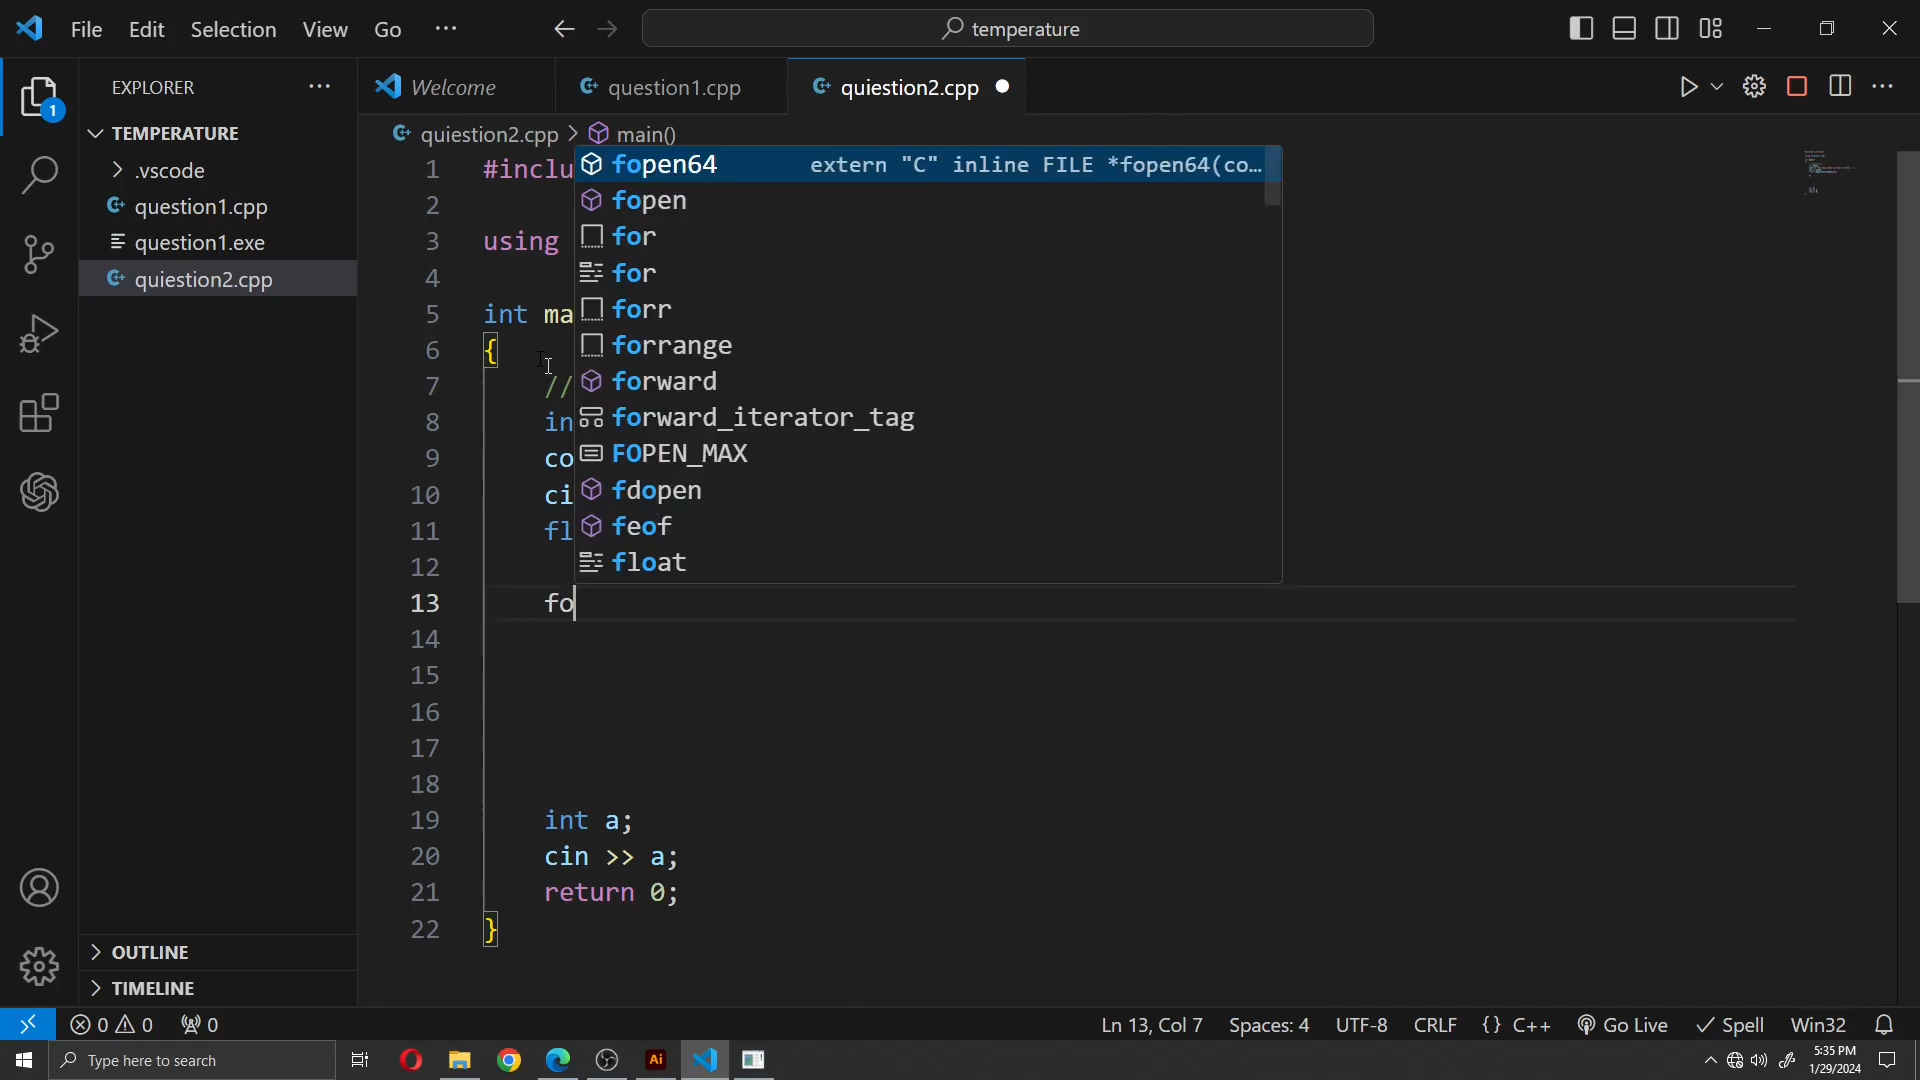 File Edit Selection View Go ··· temperature
EXPLORER ··· Welcome question1.cpp quiestion2.cpp
TEMPERATURE
.vscode
question1.cpp
question1.exe
quiestion2.cpp
OUTLINE
TIMELINE
quiestion2.cpp > main()
1 #inclu
2
3 using
4
5 int ma
6 {
7 //
8 in
9 co
10 ci
11 fl
12
13 fo
14
15
16
17
18
19 int a;
20 cin >> a;
21 return 0;
22 }
fopen64 extern "C" inline FILE *fopen64(co…
fopen
for
for
forr
forrange
forward
forward_iterator_tag
FOPEN_MAX
fdopen
feof
float
1
0 0 0 Ln 13, Col 7 Spaces: 4 UTF-8 CRLF {} C++ Go Live Spell Win32
Type here to search Ai 5:35 PM
1/29/2024